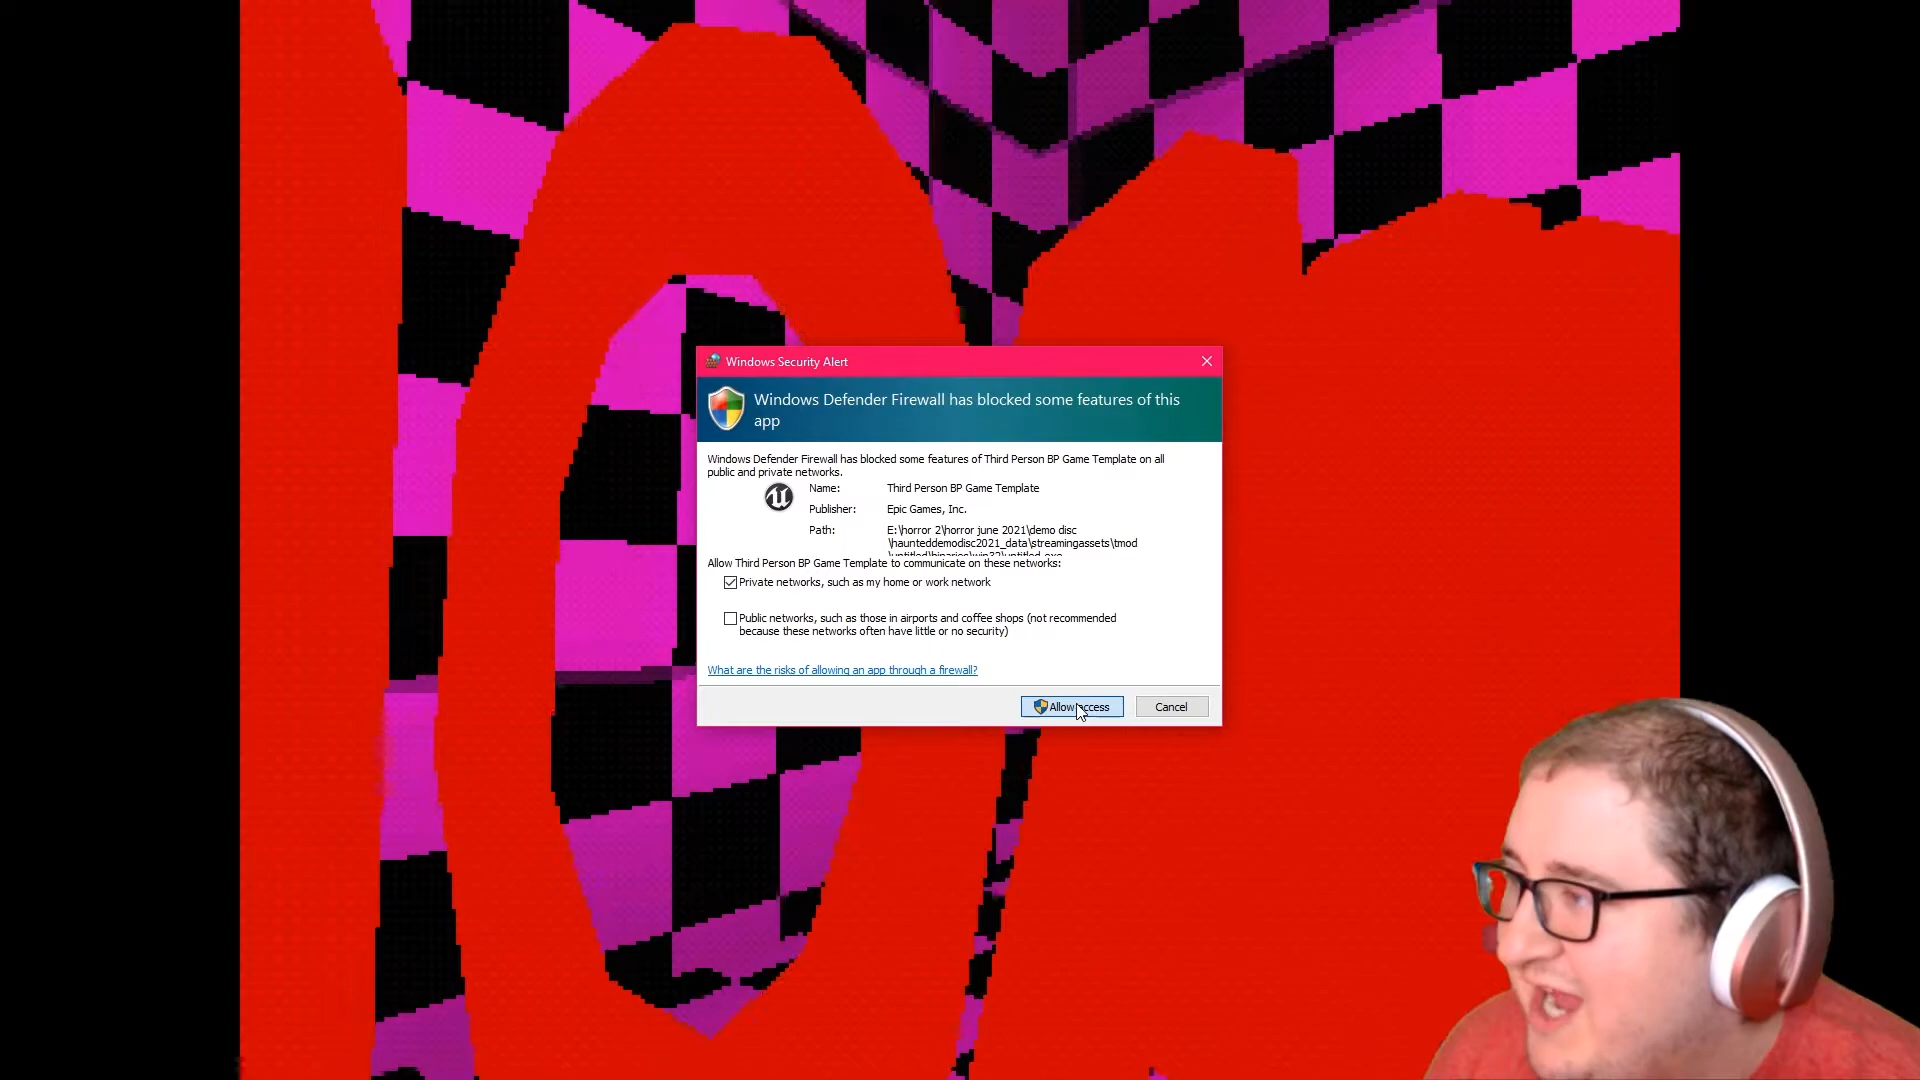 Windows Security Alert
Windows Defender Firewall has blocked some features of this
app
Windows Defender Firewall has blocked some features of Third Person BP Game Template on all
public and private networks.
Name: Third Person BP Game Template
Publisher: Epic Games, Inc.
Path: E:\horror 2\horror june 2021\demo disc
\haunteddemodisc2021_data\streamingassets\tmod
\untitled\binaries\win32\untitled.exe
Allow Third Person BP Game Template to communicate on these networks:
Private networks, such as my home or work network
Public networks, such as those in airports and coffee shops (not recommended
because these networks often have little or no security)
What are the risks of allowing an app through a firewall?
Allow access Cancel